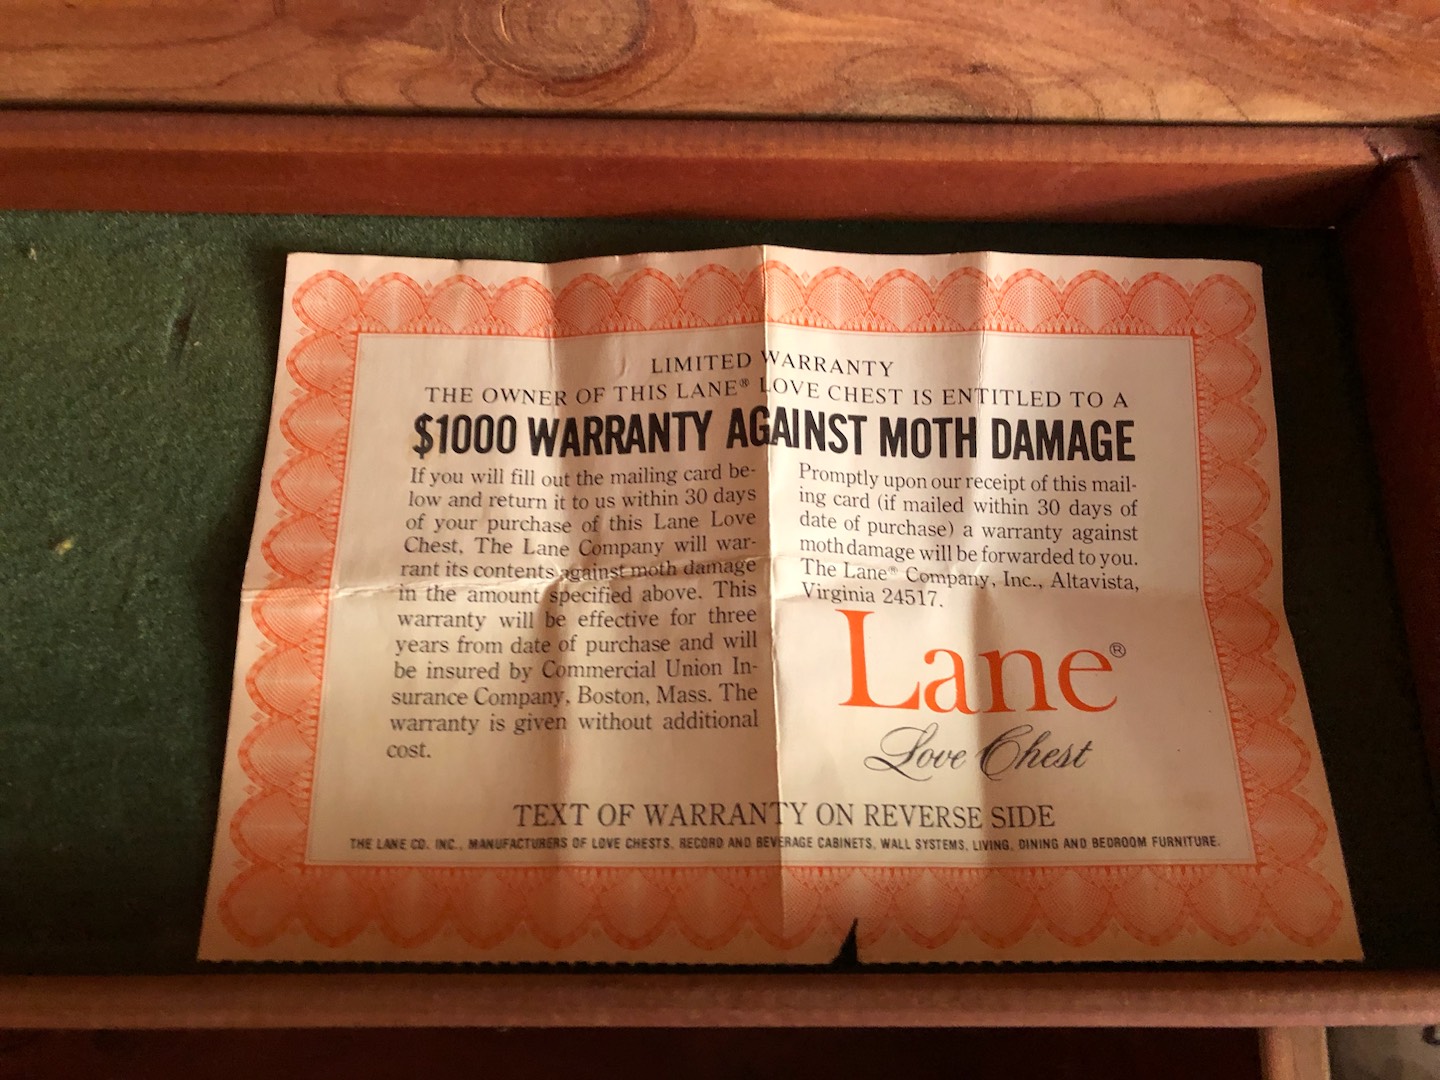 LIMITED WARRANTY
THE OWNER OF THIS LANE® LOVE CHEST IS ENTITLED TO A
$1000 WARRANTY AGAINST MOTH DAMAGE
If you will fill out the mailing card be-
low and return it to us within 30 days
of your purchase of this Lane Love
Chest, The Lane Company will war-
rant its contents against moth damage
in the amount specified above. This
warranty will be effective for three
years from date of purchase and will
be insured by Commercial Union In-
surance Company, Boston, Mass. The
warranty is given without additional
cost.
Promptly upon our receipt of this mail-
ing card (if mailed within 30 days of
date of purchase) a warranty against
moth damage will be forwarded to you.
The Lane® Company, Inc., Altavista,
Virginia 24517.
Lane®
Love Chest
TEXT OF WARRANTY ON REVERSE SIDE
THE LANE CO. INC., MANUFACTURERS OF LOVE CHESTS, RECORD AND BEVERAGE CABINETS, WALL SYSTEMS, LIVING, DINING AND BEDROOM FURNITURE.